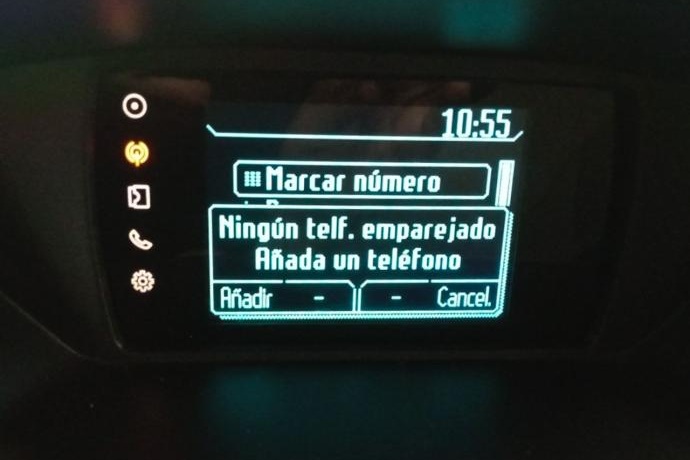 10:55
Marcar número
Ningún telf. emparejado
Añada un teléfono
Añadir - - Cancel.